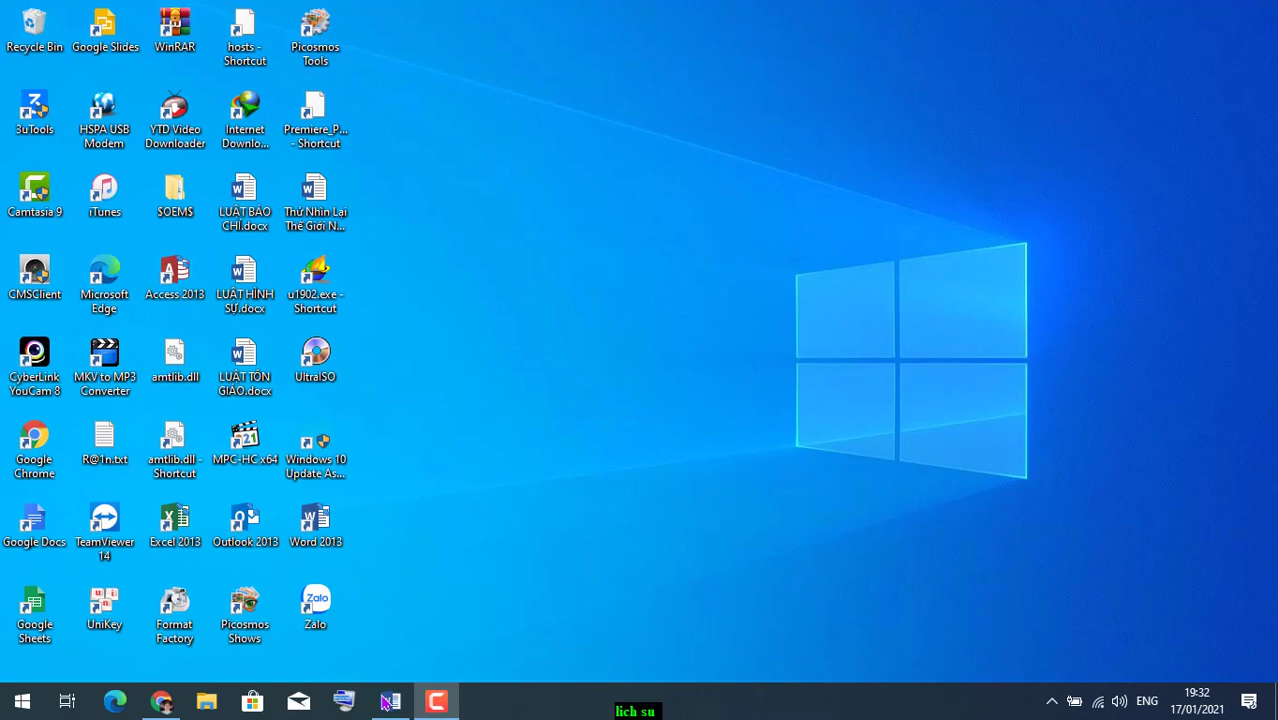 Recycle Bin
Google Slides
WinRAR
hosts -
Shortcut
Picosmos
Tools
3uTools
HSPA USB
Modem
YTD Video
Downloader
Internet
Downlo...
Premiere_P...
- Shortcut
Camtasia 9
iTunes
$OEM$
LUẬT BÁO
CHÍ.docx
Thử Nhìn Lại
Thế Giới N...
CMSClient
Microsoft
Edge
Access 2013
LUẬT HÌNH
SỰ.docx
u1902.exe -
Shortcut
CyberLink
YouCam 8
MKV to MP3
Converter
amtlib.dll
LUẬT TÔN
GIÁO.docx
UltraISO
Google
Chrome
R@1n.txt
amtlib.dll -
Shortcut
MPC-HC x64
Windows 10
Update As...
Google Docs
TeamViewer
14
Excel 2013
Outlook 2013
Word 2013
Google
Sheets
UniKey
Format
Factory
Picosmos
Shows
Zalo
Zalo
lich su
ENG
19:32
17/01/2021